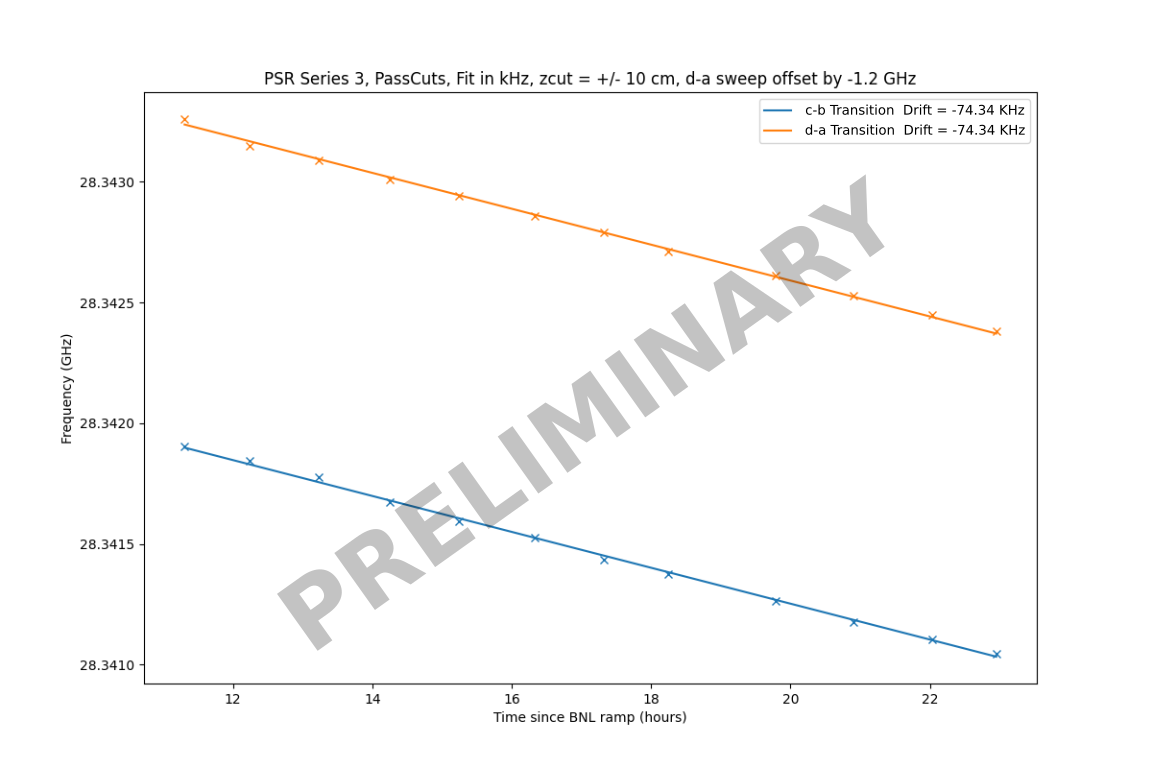 PSR Series 3, PassCuts, Fit in kHz, zcut = +/- 10 cm, d-a sweep offset by -1.2 GHz
c-b Transition  Drift = -74.34 KHz
d-a Transition  Drift = -74.34 KHz
28.3430
28.3425
28.3420
28.3415
28.3410
Frequency (GHz)
PRELIMINARY
12 14 16 18 20 22
Time since BNL ramp (hours)